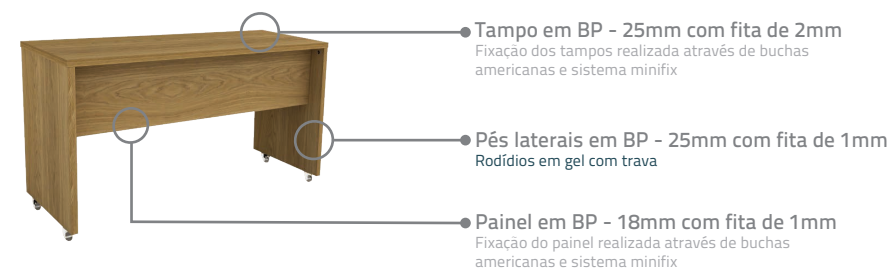 Tampo em BP - 25mm com fita de 2mm
Fixação dos tampos realizada através de buchas
americanas e sistema minifix
Pés laterais em BP - 25mm com fita de 1mm
Rodídios em gel com trava
Painel em BP - 18mm com fita de 1mm
Fixação do painel realizada através de buchas
americanas e sistema minifix